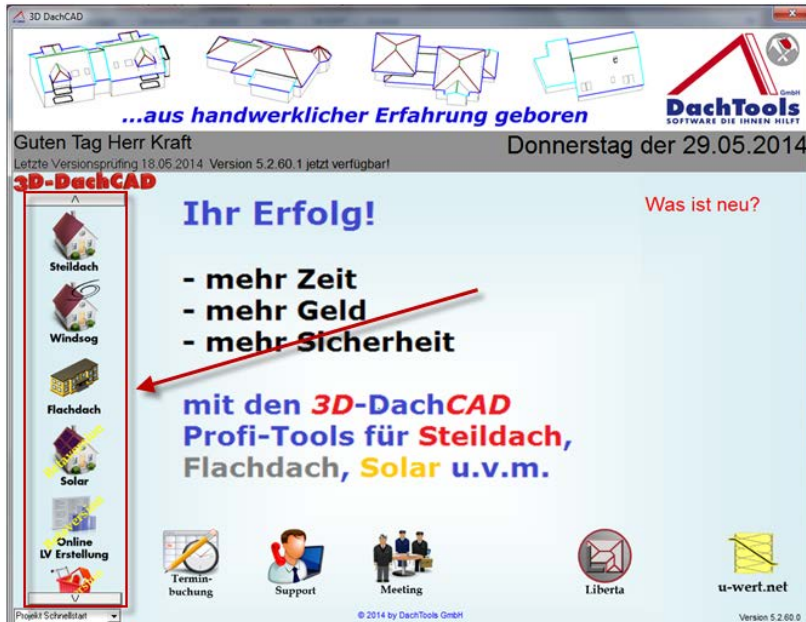 3D DachCAD
...aus handwerklicher Erfahrung geboren
GmbH
DachTools
SOFTWARE DIE IHNEN HILFT
Guten Tag Herr Kraft
Donnerstag der 29.05.2014
Letzte Versionsprüfing 18.05.2014 Version 5.2.60.1 jetzt verfügbar!
3D-DachCAD
Was ist neu?
Ihr Erfolg!
- mehr Zeit
- mehr Geld
- mehr Sicherheit
mit den 3D-DachCAD
Profi-Tools für Steildach,
Flachdach, Solar u.v.m.
Steildach
Windsog
Flachdach
Solar
Online
LV Erstellung
Termin-
buchung
Support
Meeting
Liberta
u-wert.net
Projekt Schnellstart
© 2014 by DachTools GmbH
Version 5.2.60.0